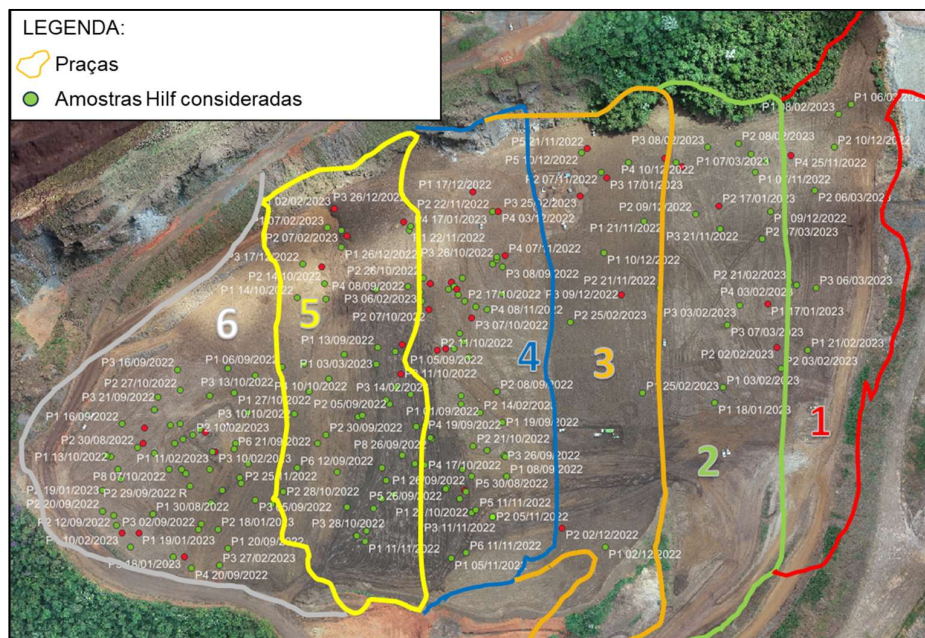 LEGENDA:
Praças
Amostras Hilf consideradas
P1 08/02/2023
P5 21/11/2022
P3 08/02/2023
P2 08/02/2023
P2 10/12/2022
P5 10/12/2022
P4 10/12/2022
P1 07/03/2023
P4 25/11/2022
P1 17/12/2022
P2 07/11/2022
P3 17/01/2023
P1 07/11/2022
P3 26/12/2022
P2 22/11/2022
P3 25/02/2023
P2 17/01/2023
P2 06/03/2023
P4 17/01/2023
P4 03/12/2022
P2 09/12/2022
P1 09/12/2022
P2 07/02/2023
P1 22/11/2022
P1 21/11/2022
P3 21/11/2022
P2 07/03/2023
P1 26/12/2022
P3 26/10/2022
P4 07/11/2022
P1 10/12/2022
P2 14/10/2022
P2 26/10/2022
P3 08/09/2022
P2 21/11/2022
P2 21/02/2023
P1 14/10/2022
P4 08/09/2022
P3 06/02/2023
P2 17/10/2022
P3 09/12/2022
P4 03/02/2023
P3 06/03/2023
P2 07/10/2022
P4 08/11/2022
P3 07/10/2022
P2 25/02/2023
P3 03/02/2023
P1 17/01/2023
6
5
P3 07/03/2023
P1 13/09/2022
P2 11/10/2022
4
3
P1 21/02/2023
P3 16/09/2022
P1 06/09/2022
P1 03/03/2023
P1 05/09/2022
P2 02/02/2023
P2 03/02/2023
P2 27/10/2022
P3 13/10/2022
P3 21/09/2022
P1 27/10/2022
P2 08/09/2022
P1 25/02/2023
P1 03/02/2023
P1 16/09/2022
P3 10/10/2022
P2 05/09/2022
P1 01/09/2022
P2 14/02/2023
P1 18/01/2023
1
P2 30/08/2022
P2 10/02/2023
P2 30/09/2022
P4 19/09/2022
P1 19/09/2022
P1 13/10/2022
P1 11/02/2023
P3 10/02/2023
P6 21/09/2022
P8 26/09/2022
P2 21/10/2022
P3 26/09/2022
2
P8 07/10/2022
P2 25/11/2022
P6 12/09/2022
P4 17/10/2022
P1 08/09/2022
P2 19/01/2023
P2 29/09/2022 R
P2 28/10/2022
P1 26/09/2022
P5 30/08/2022
P2 20/09/2022
P1 30/08/2022
P3 05/09/2022
P5 26/09/2022
P5 11/11/2022
P2 12/09/2022
P3 02/09/2022
P2 18/01/2023
P3 28/10/2022
P2 05/11/2022
P3 11/11/2022
P1 19/01/2023
P1 20/09/2022
P1 11/11/2022
P6 11/11/2022
P2 02/12/2022
P1 02/12/2022
P3 27/02/2023
P1 05/11/2022
P4 20/09/2022